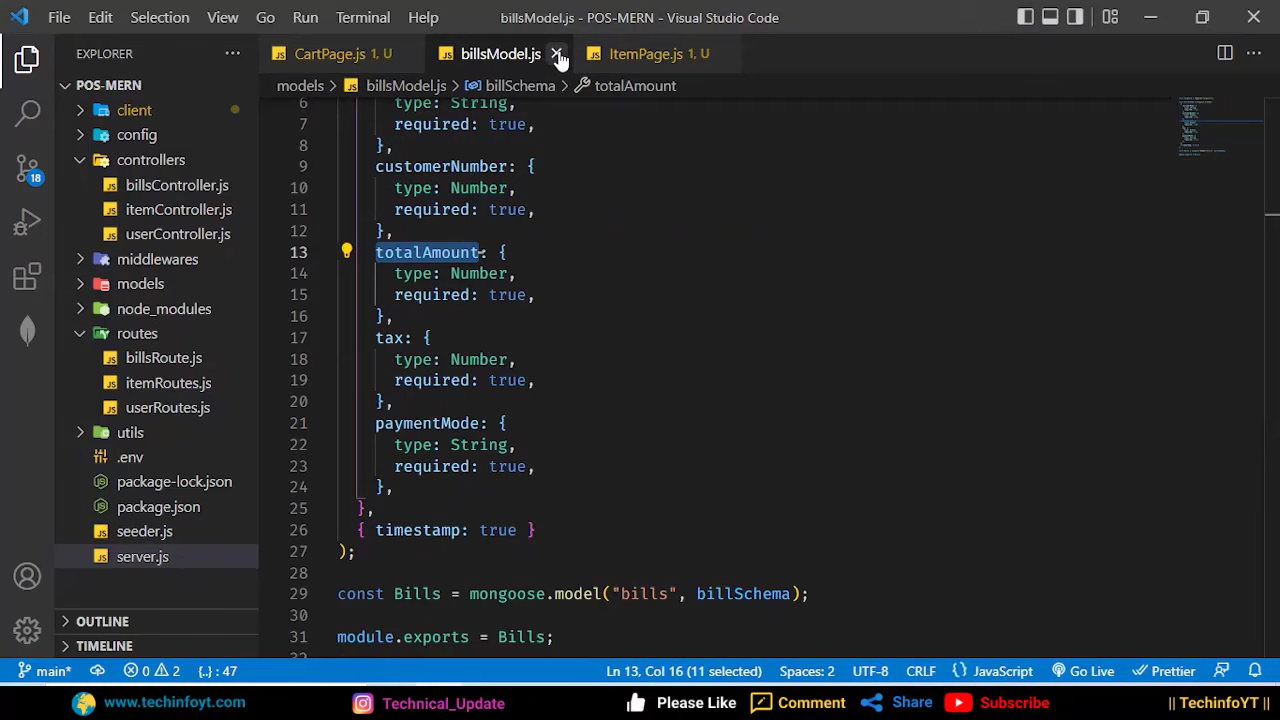 File Edit Selection View Go Run Terminal Help billsModel.js - POS-MERN - Visual Studio Code
EXPLORER
POS-MERN
client
config
controllers
billsController.js
itemController.js
userController.js
middlewares
models
node_modules
routes
billsRoute.js
itemRoutes.js
userRoutes.js
utils
.env
package-lock.json
package.json
seeder.js
server.js
OUTLINE
TIMELINE
18
CartPage.js 1, U billsModel.js ItemPage.js 1, U
models > billsModel.js > billSchema > totalAmount
6 type: String,
7 required: true,
8 },
9 customerNumber: {
10 type: Number,
11 required: true,
12 },
13 totalAmount: {
14 type: Number,
15 required: true,
16 },
17 tax: {
18 type: Number,
19 required: true,
20 },
21 paymentMode: {
22 type: String,
23 required: true,
24 },
25 },
26 { timestamp: true }
27 );
28
29 const Bills = mongoose.model("bills", billSchema);
30
31 module.exports = Bills;
main* 0 2 {..} : 47 Ln 13, Col 16 (11 selected) Spaces: 2 UTF-8 CRLF JavaScript Go Live Prettier
www.techinfoyt.com Technical_Update Please Like Comment Share Subscribe || TechinfoYT ||